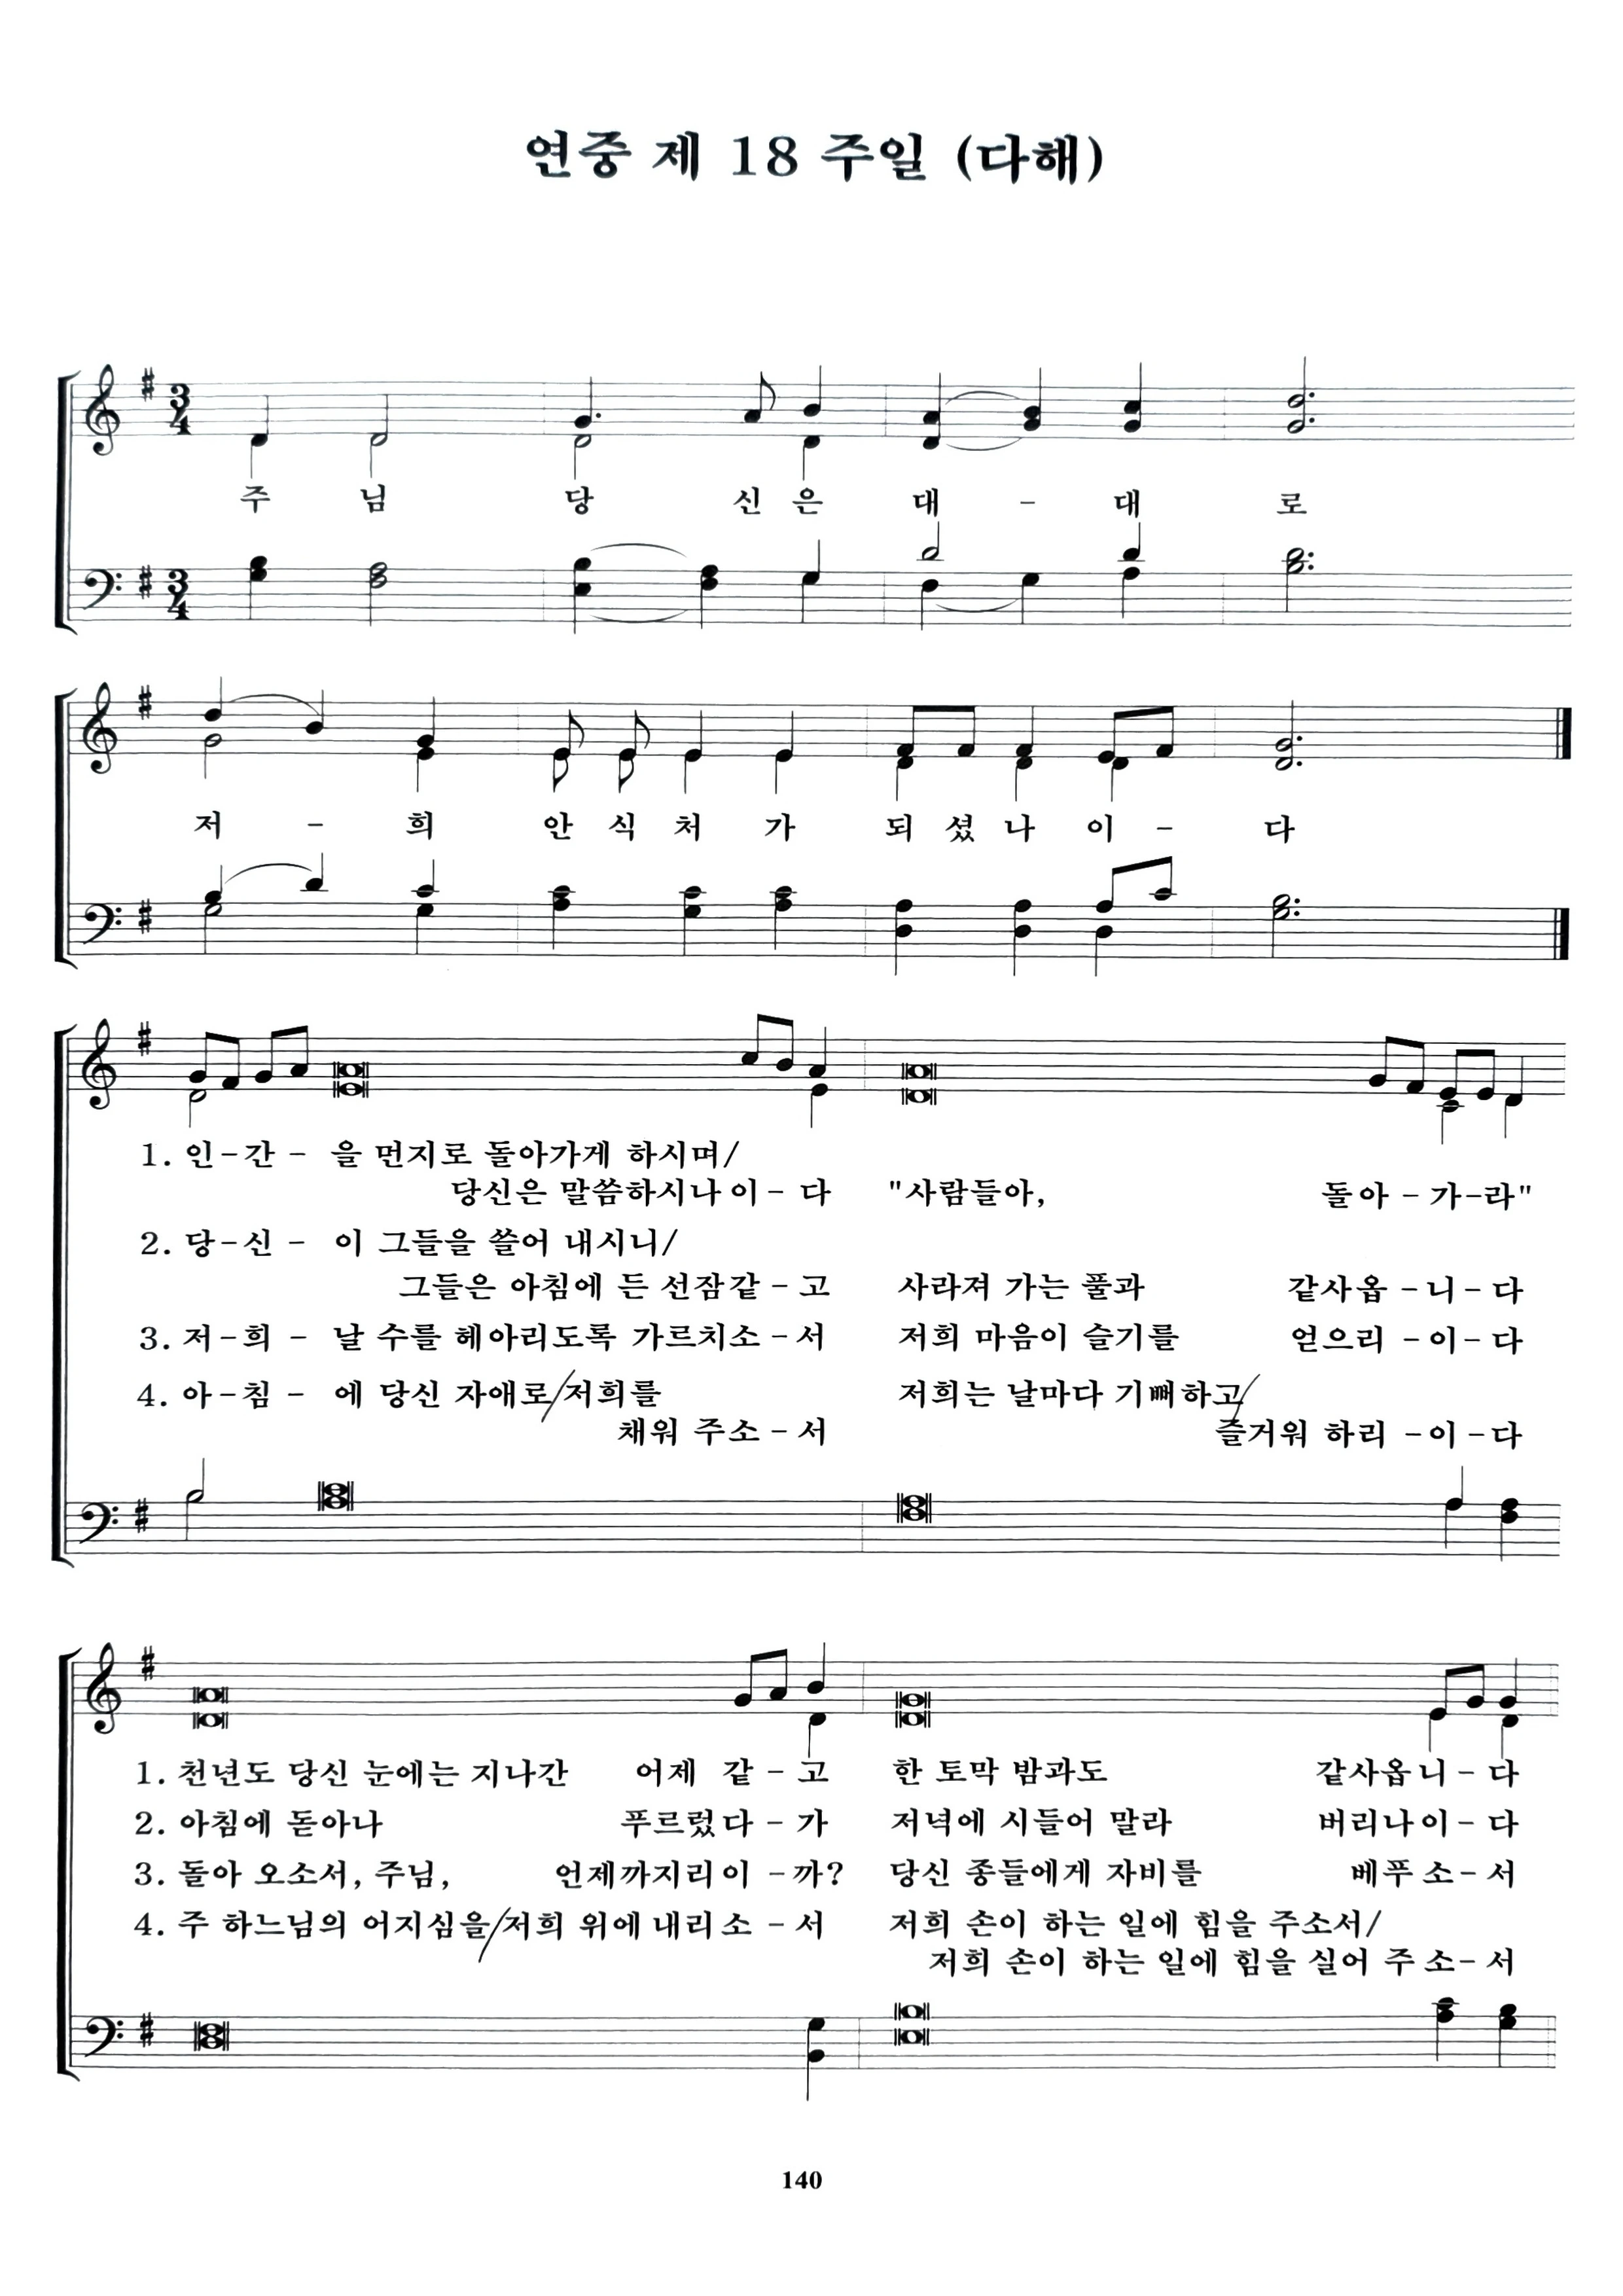 연중 제 18 주일 (다해)
3 4
주 님 당 신 은 대 - 대 로
3 4
저 - 희 안 식 처 가 되 셨 나 이 - 다
1. 인-간 - 을 먼지로 돌아가게 하시며/
당신은 말씀하시나이 - 다 "사람들아, 돌아 - 가-라"
2. 당-신 - 이 그들을 쓸어 내시니/
그들은 아침에 든 선잠같 - 고 사라져 가는 풀과 같사옵 - 니 - 다
3. 저-희 - 날 수를 헤아리도록 가르치소 - 서 저희 마음이 슬기를 얻으리 - 이 - 다
4. 아-침 - 에 당신 자애로/저희를 저희는 날마다 기뻐하고/
채워 주소 - 서 즐거워 하리 - 이 - 다
1. 천년도 당신 눈에는 지나간 어제 같 - 고 한 토막 밤과도 같사옵니 - 다
2. 아침에 돋아나 푸르렀다 - 가 저녁에 시들어 말라 버리나이 - 다
3. 돌아 오소서, 주님, 언제까지리이 - 까? 당신 종들에게 자비를 베푸소 - 서
4. 주 하느님의 어지심을/저희 위에 내리소 - 서 저희 손이 하는 일에 힘을 주소서/
저희 손이 하는 일에 힘을 실어 주소 - 서
140